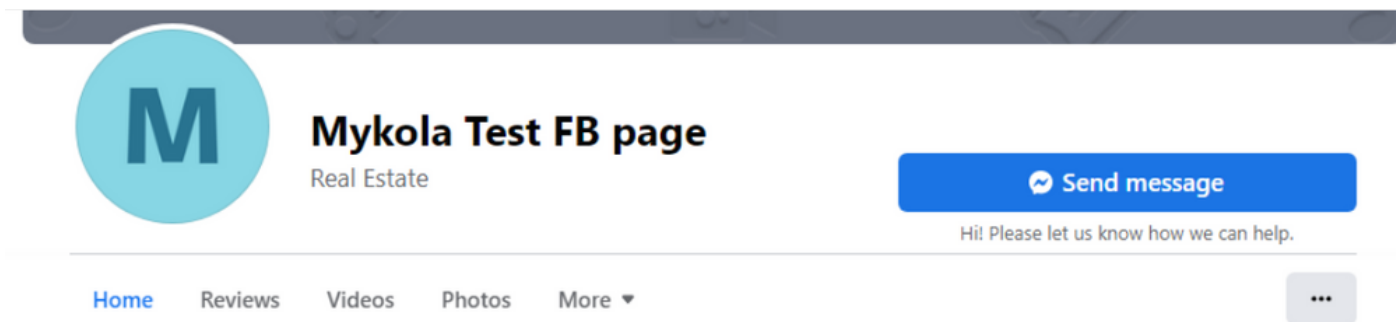 M
Mykola Test FB page
Real Estate
Send message
Hi! Please let us know how we can help.
Home Reviews Videos Photos More